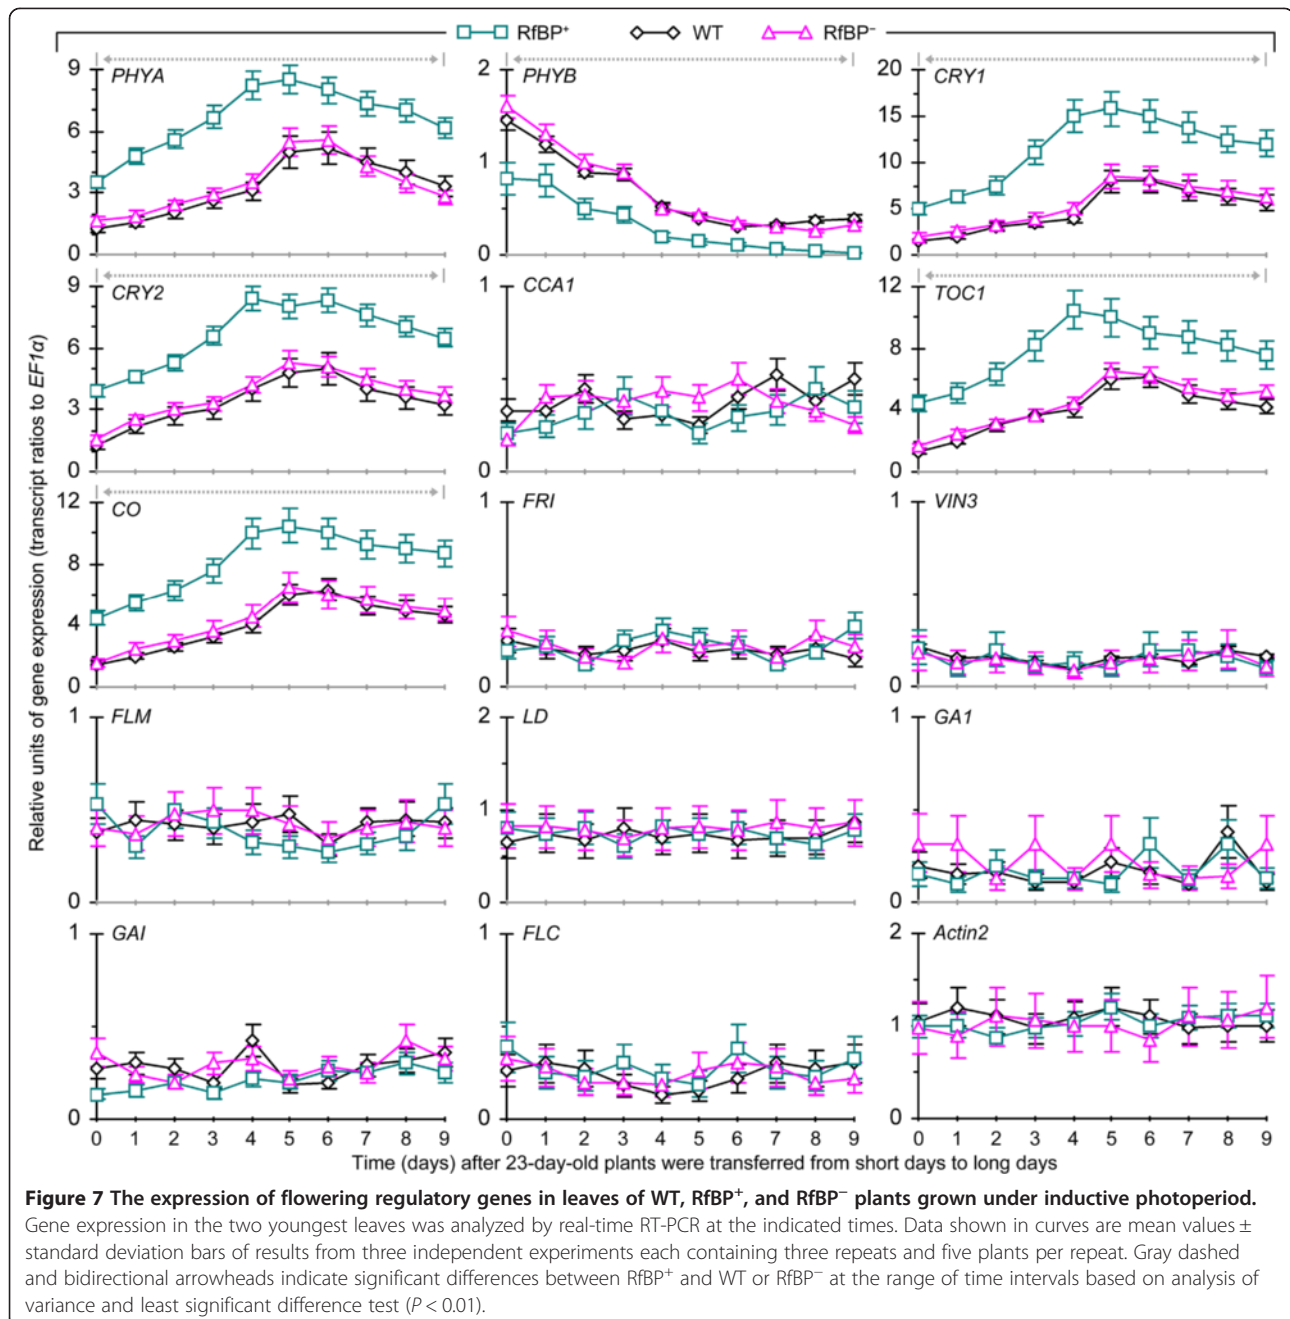 RfBP⁺ WT RfBP⁻
PHYA PHYB CRY1
9 6 3 0
2 1 0
20 15 10 5 0
CRY2 CCA1 TOC1
9 6 3 0
1 0
12 8 4 0
CO FRI VIN3
12 8 4 0
1 0
1 0
FLM LD GA1
1 0
2 1 0
1 0
GAI FLC Actin2
1 0
1 0
2 1 0
0 1 2 3 4 5 6 7 8 9
0 1 2 3 4 5 6 7 8 9
0 1 2 3 4 5 6 7 8 9
Relative units of gene expression (transcript ratios to EF1α)
Time (days) after 23-day-old plants were transferred from short days to long days
Figure 7 The expression of flowering regulatory genes in leaves of WT, RfBP⁺, and RfBP⁻ plants grown under inductive photoperiod.
Gene expression in the two youngest leaves was analyzed by real-time RT-PCR at the indicated times. Data shown in curves are mean values ±
standard deviation bars of results from three independent experiments each containing three repeats and five plants per repeat. Gray dashed
and bidirectional arrowheads indicate significant differences between RfBP⁺ and WT or RfBP⁻ at the range of time intervals based on analysis of
variance and least significant difference test (P < 0.01).